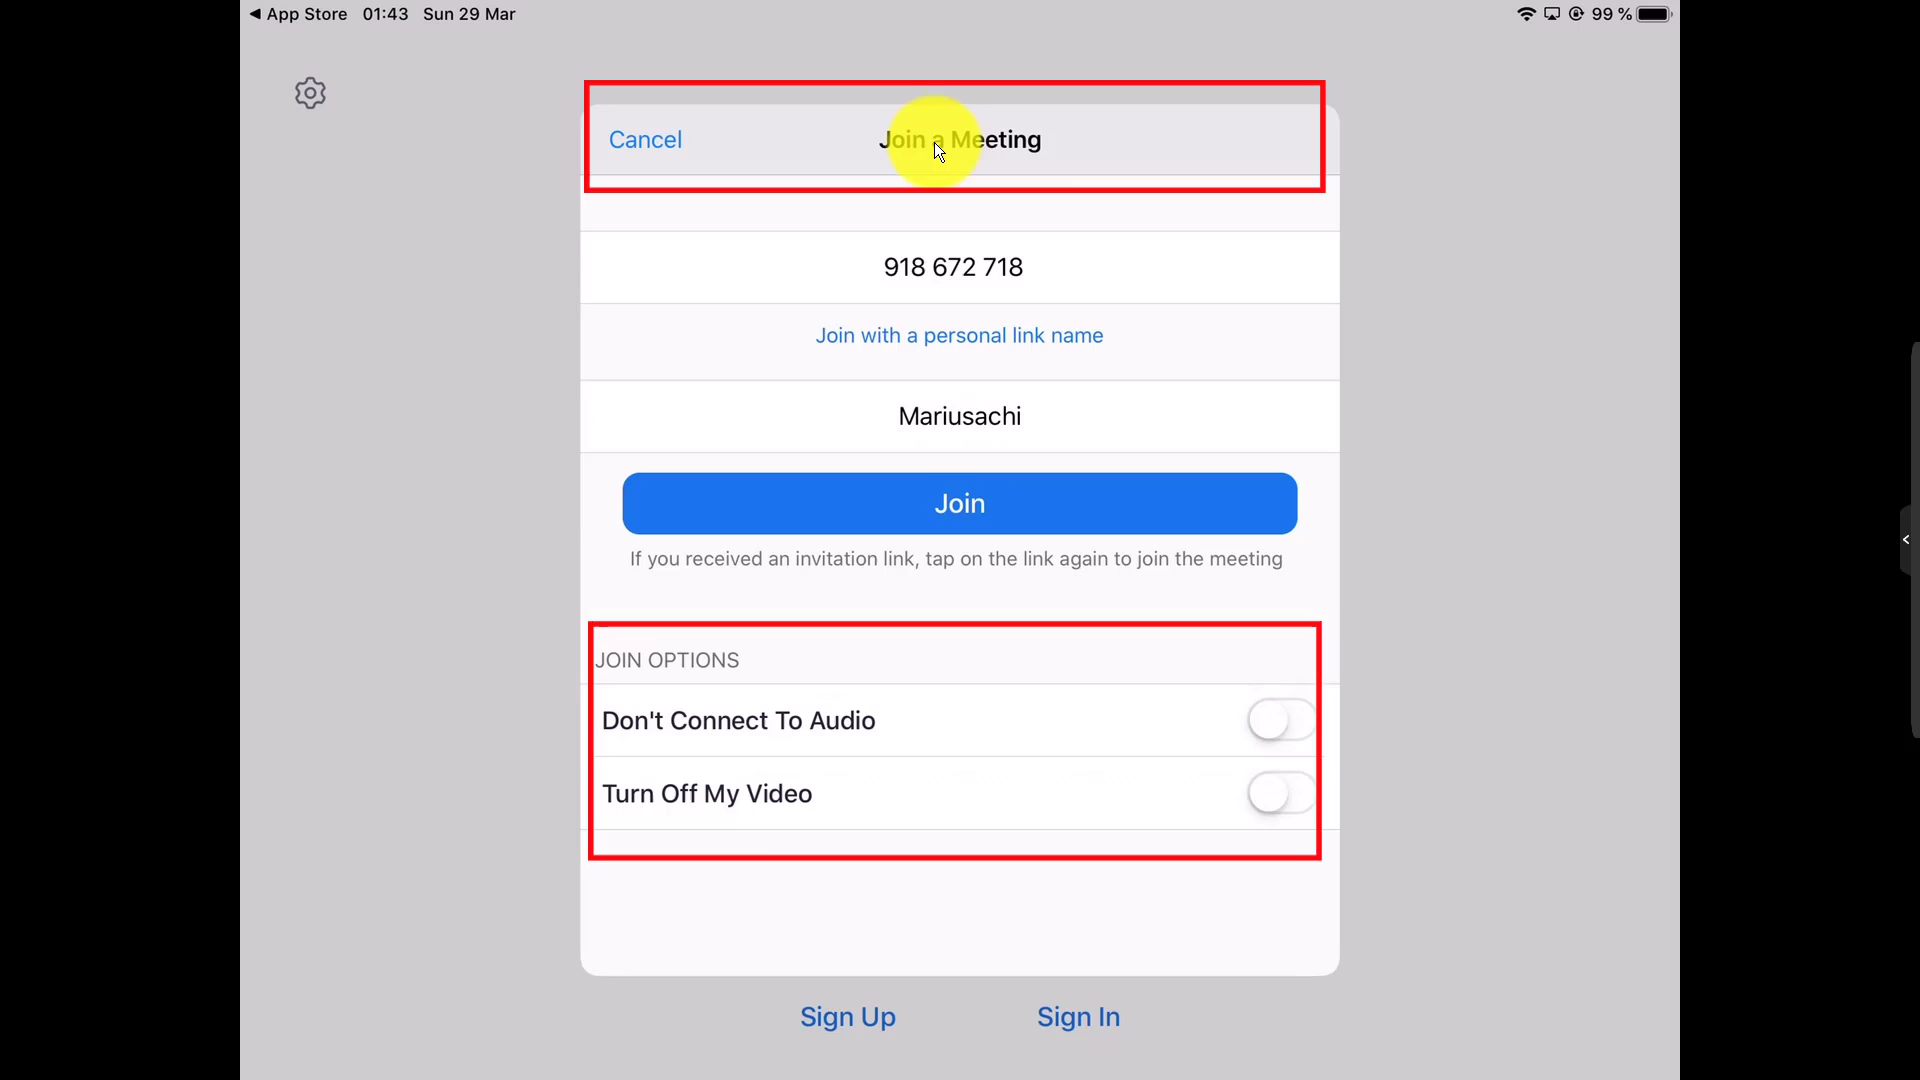 ◀ App Store 01:43 Sun 29 Mar 99 %
Cancel Join a Meeting
918 672 718
Join with a personal link name
Mariusachi
Join
If you received an invitation link, tap on the link again to join the meeting
JOIN OPTIONS
Don't Connect To Audio
Turn Off My Video
Sign Up Sign In